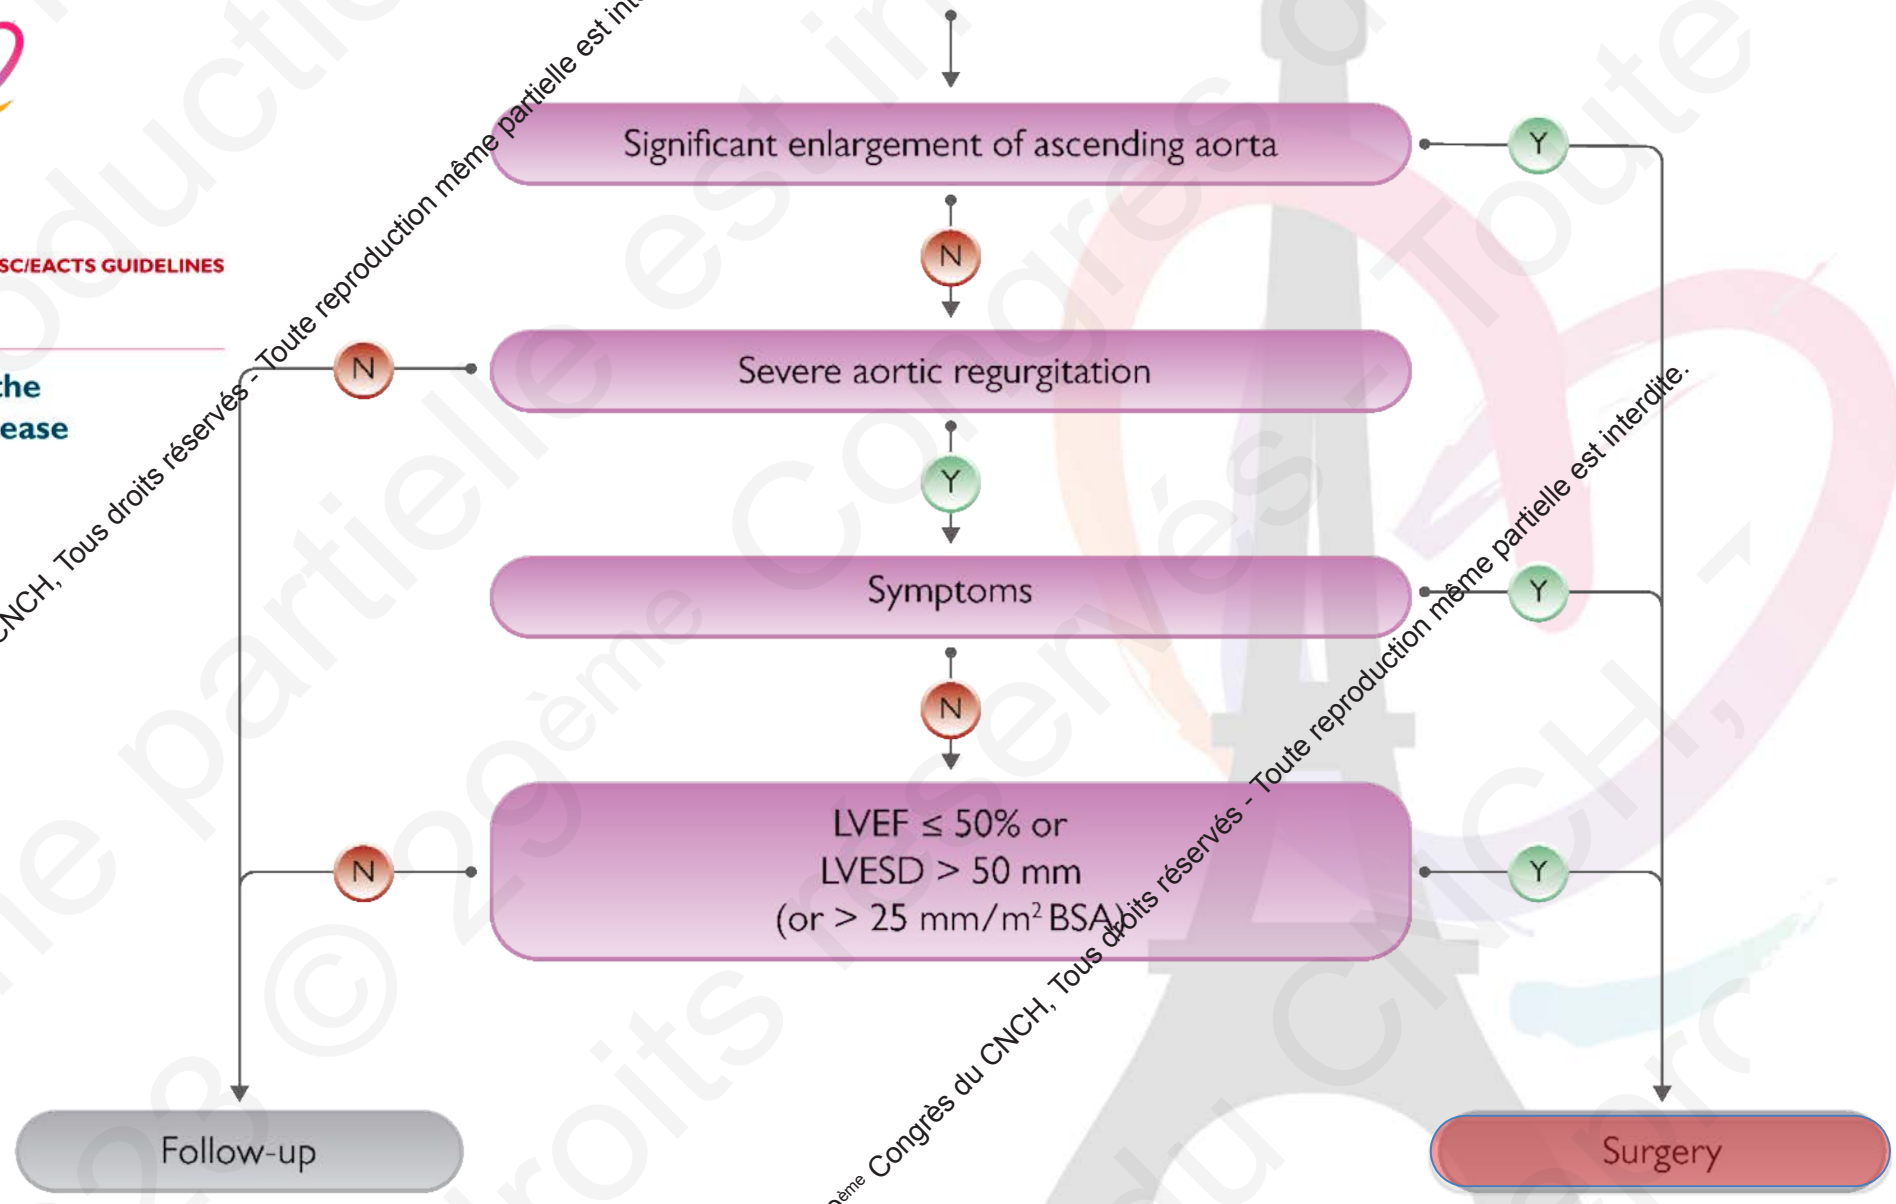 Significant enlargement of ascending aorta
Y
N
SC/EACTS GUIDELINES
the
ease
N
Severe aortic regurgitation
Y
Symptoms
Y
N
LVEF ≤ 50% or
LVESD > 50 mm
(or > 25 mm/m² BSA)
N
Y
Follow-up
Surgery
CNCH, Tous droits réservés - Toute reproduction même partielle est int
ème Congrès du CNCH, Tous droits réservés - Toute reproduction même partielle est interdite.